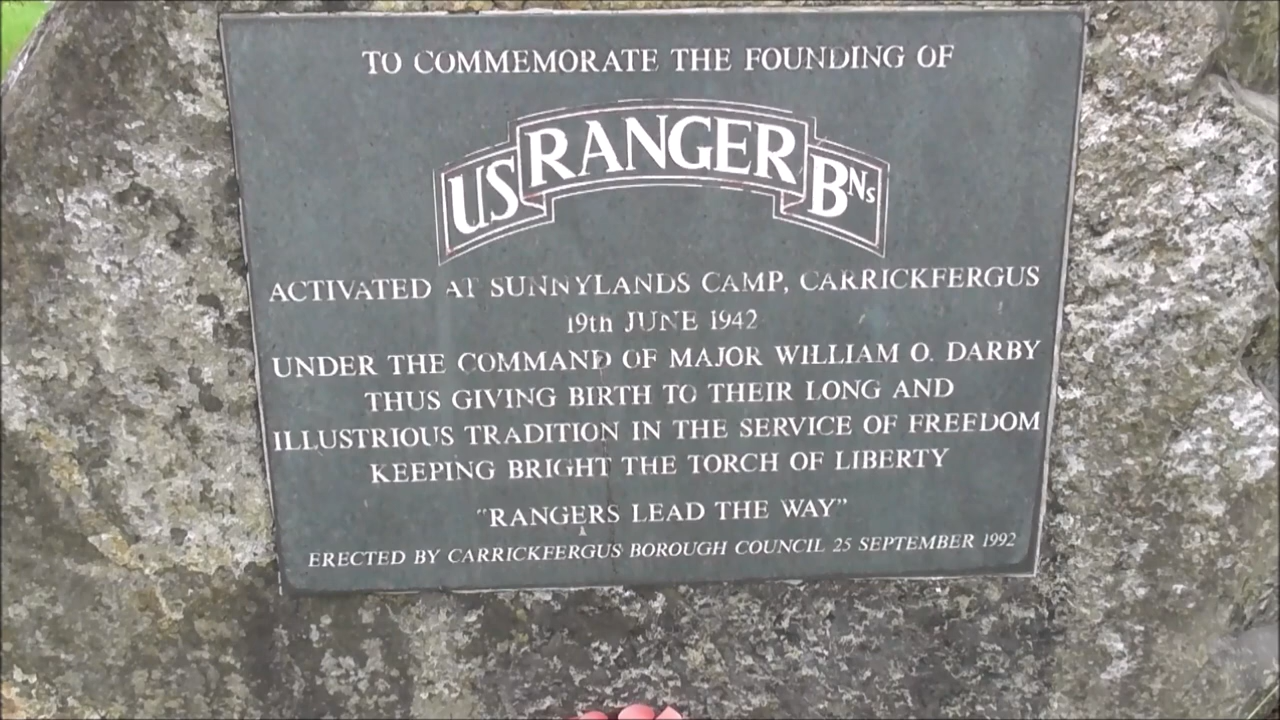 TO COMMEMORATE THE FOUNDING OF
US RANGER BNs
ACTIVATED AT SUNNYLANDS CAMP, CARRICKFERGUS
19th JUNE 1942
UNDER THE COMMAND OF MAJOR WILLIAM O. DARBY
THUS GIVING BIRTH TO THEIR LONG AND
ILLUSTRIOUS TRADITION IN THE SERVICE OF FREEDOM
KEEPING BRIGHT THE TORCH OF LIBERTY
"RANGERS LEAD THE WAY"
ERECTED BY CARRICKFERGUS BOROUGH COUNCIL 25 SEPTEMBER 1992